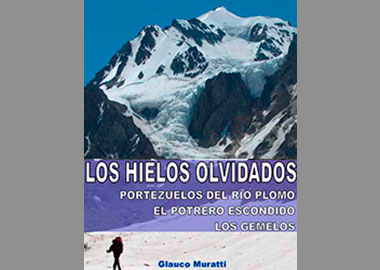 LOS HIELOS OLVIDADOS
PORTEZUELOS DEL RÍO PLOMO
EL POTRERO ESCONDIDO
LOS GEMELOS
Glauco Muratti